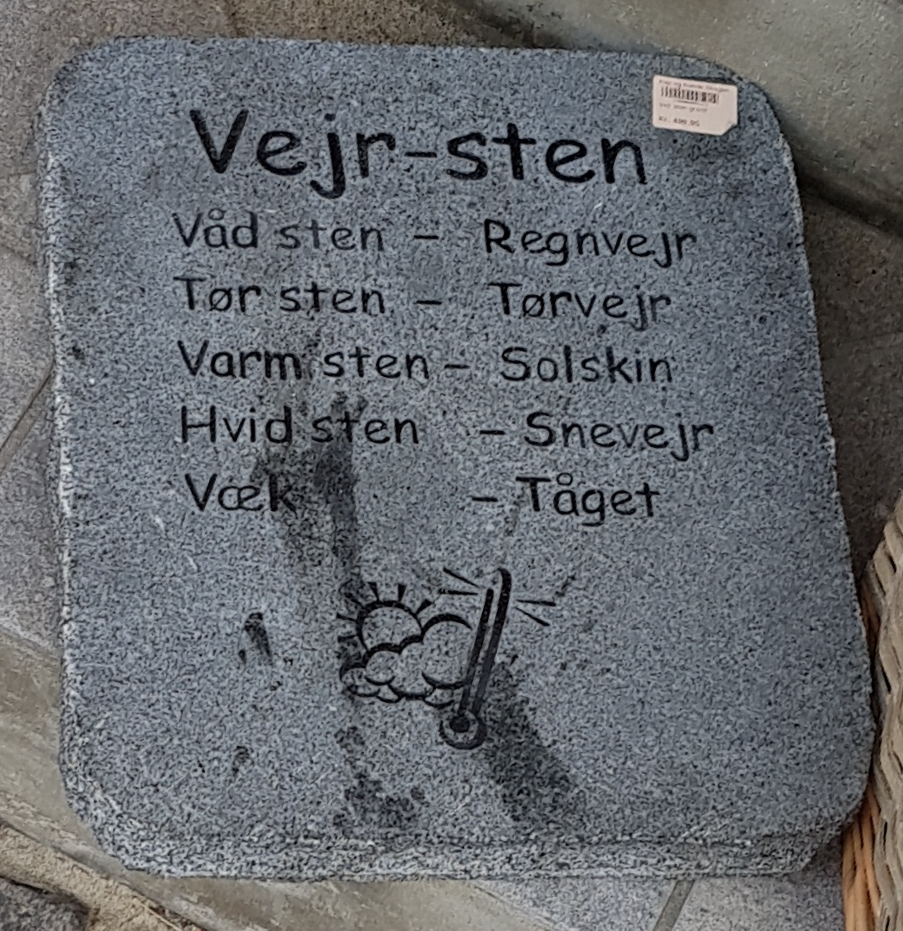 Vejr-sten
Våd sten - Regnvejr
Tør sten - Tørvejr
Varm sten - Solskin
Hvid sten - Snevejr
Væk - Tåget